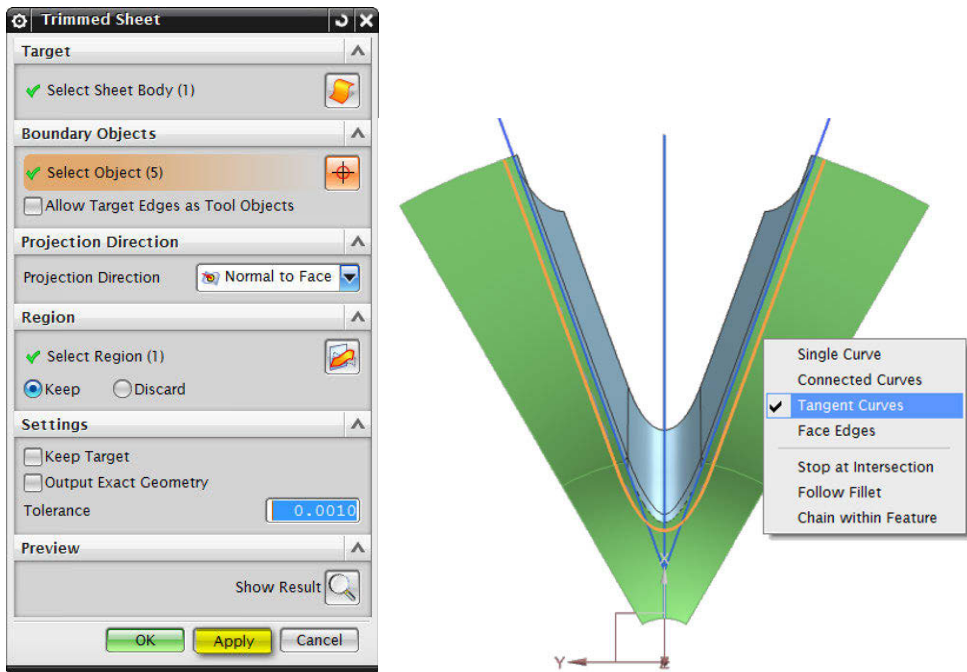 Trimmed Sheet
Target
Select Sheet Body (1)
Boundary Objects
Select Object (5)
Allow Target Edges as Tool Objects
Projection Direction
Projection Direction Normal to Face
Region
Select Region (1)
Keep Discard
Settings
Keep Target
Output Exact Geometry
Tolerance 0.0010
Preview
Show Result
OK Apply Cancel
Single Curve
Connected Curves
Tangent Curves
Face Edges
Stop at Intersection
Follow Fillet
Chain within Feature
X
Y Z